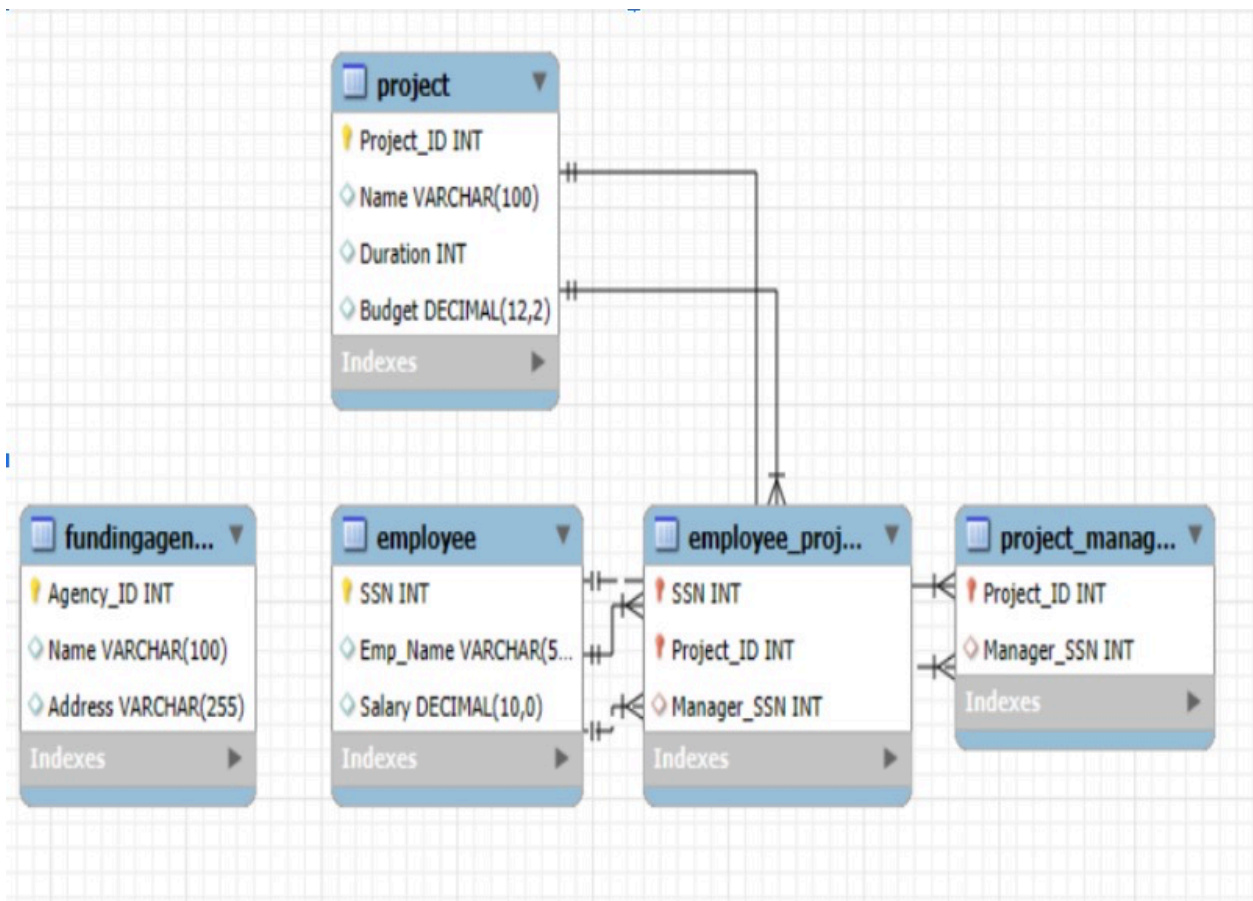 project
Project_ID INT
Name VARCHAR(100)
Duration INT
Budget DECIMAL(12,2)
Indexes
fundingagen...
Agency_ID INT
Name VARCHAR(100)
Address VARCHAR(255)
Indexes
employee
SSN INT
Emp_Name VARCHAR(5...
Salary DECIMAL(10,0)
Indexes
employee_proj...
SSN INT
Project_ID INT
Manager_SSN INT
Indexes
project_manag...
Project_ID INT
Manager_SSN INT
Indexes